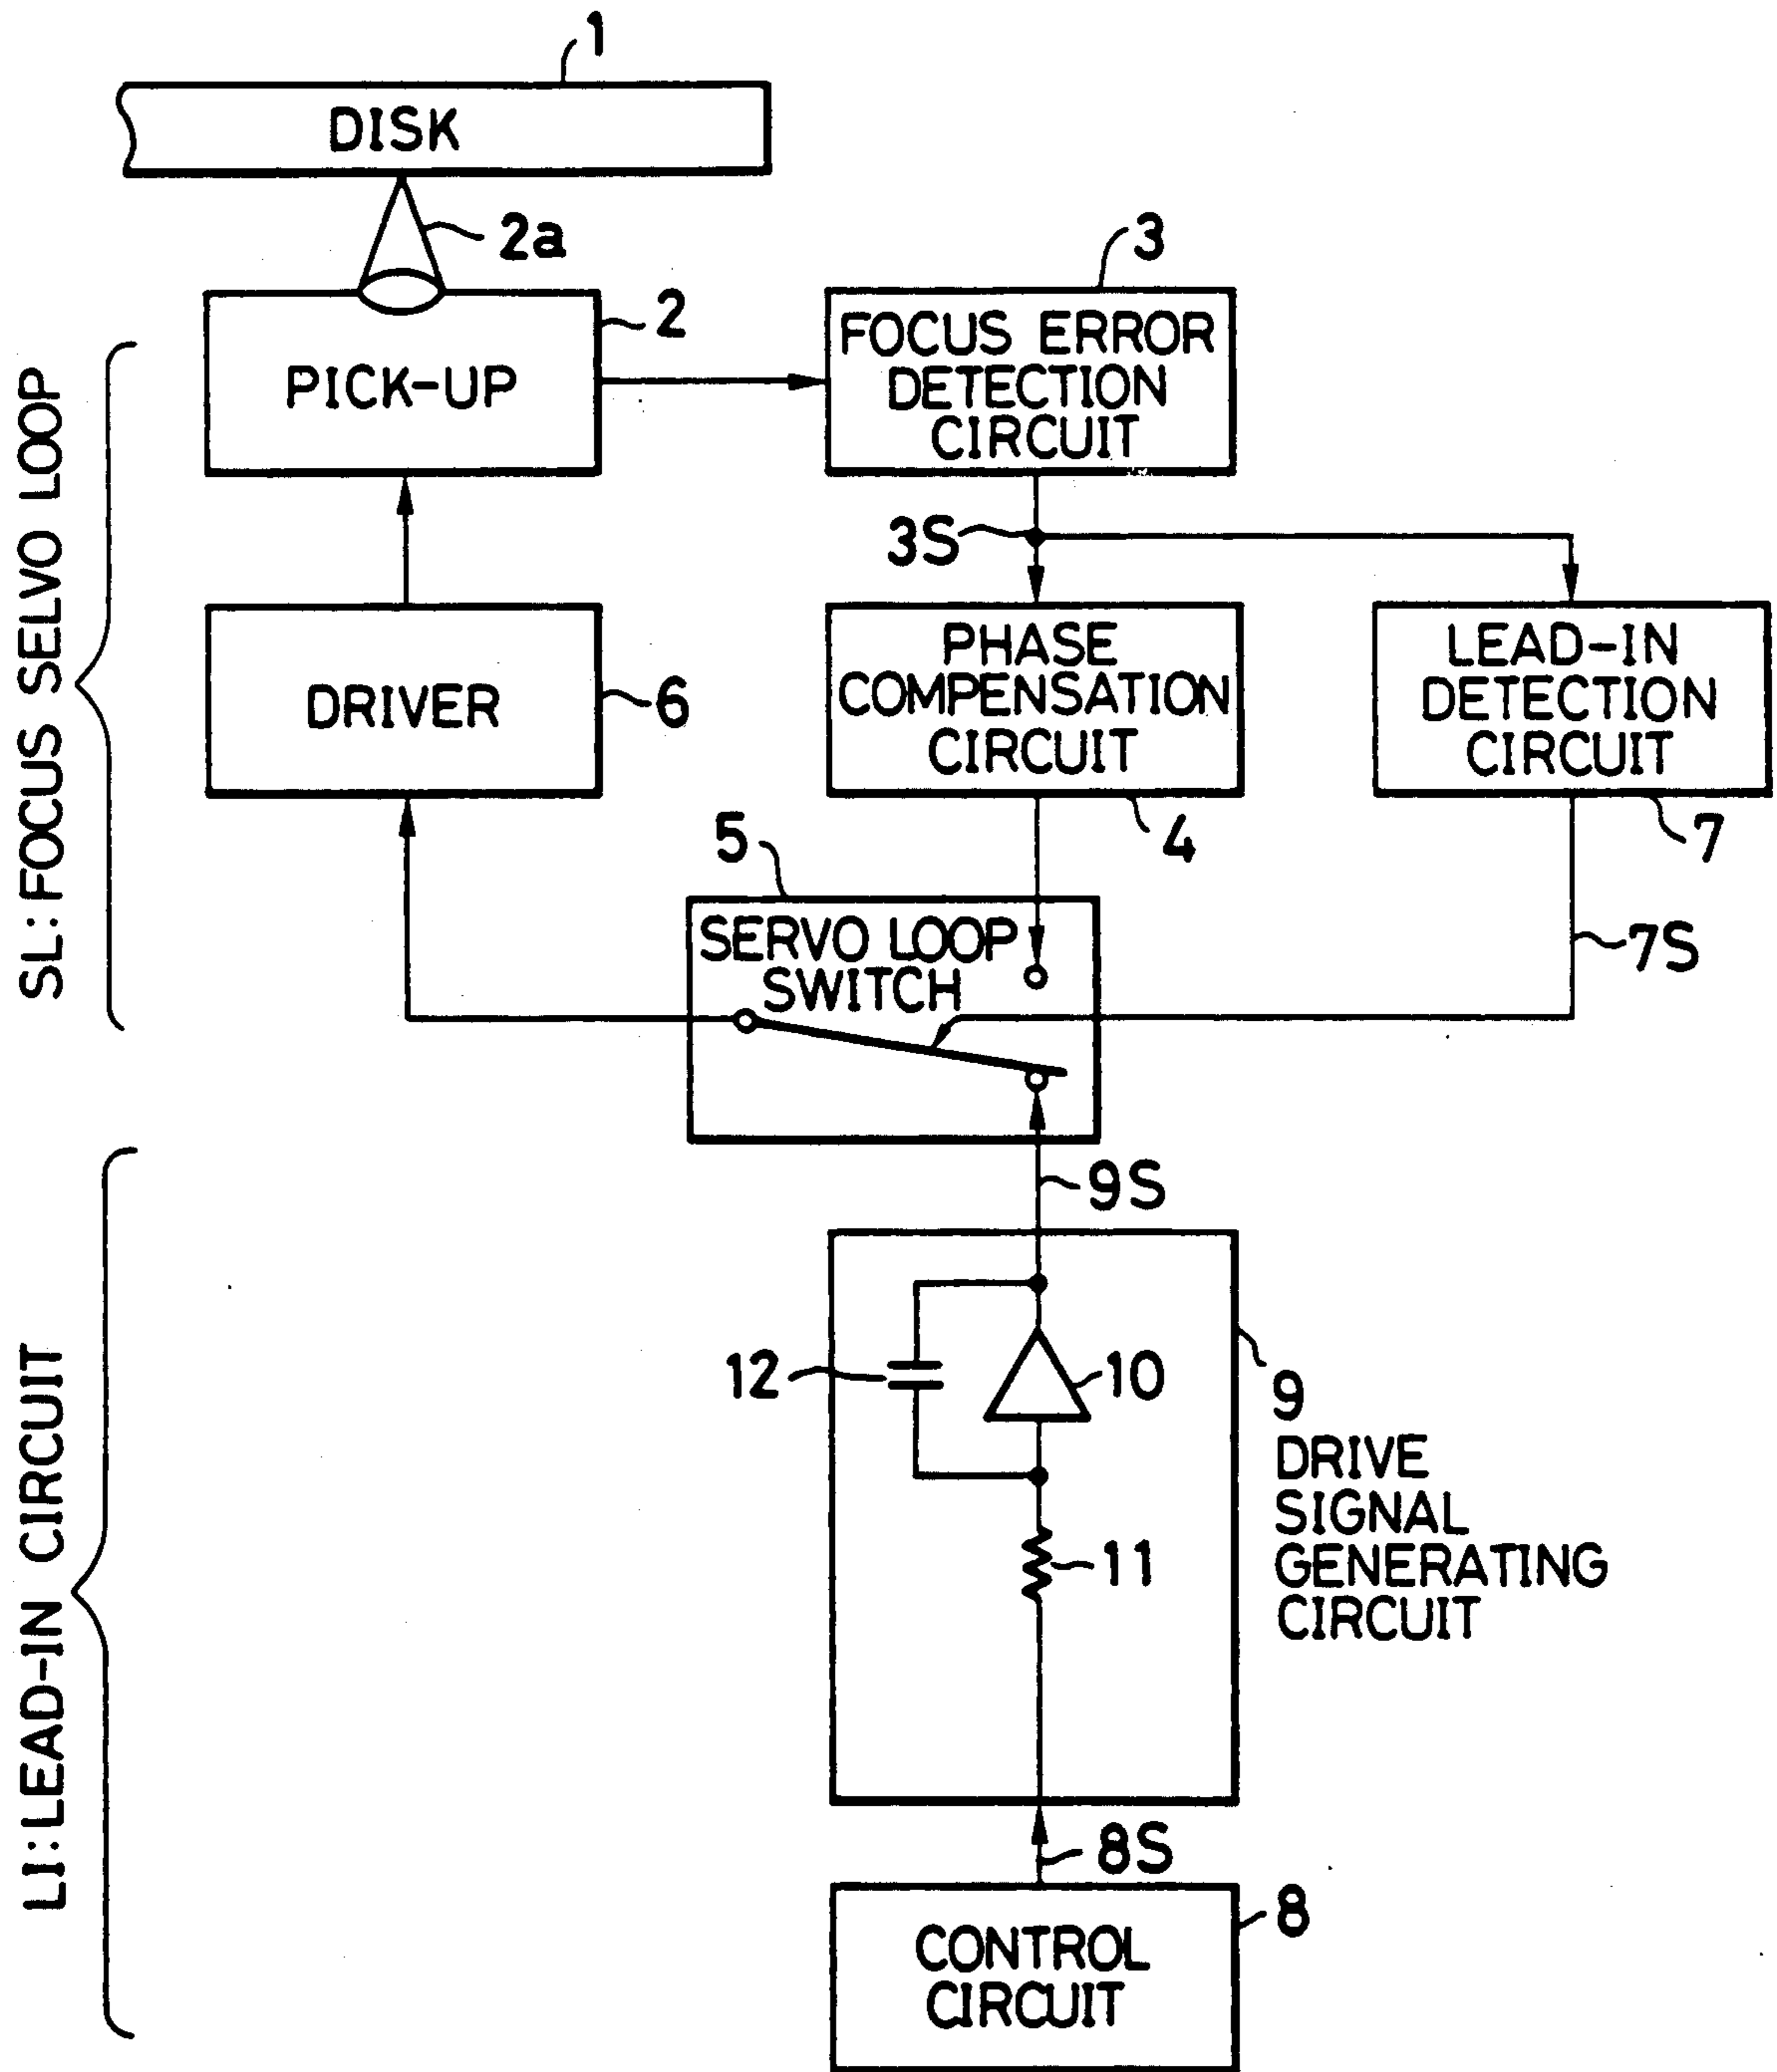 1
DISK
2a
2
PICK-UP
3
FOCUS ERROR
DETECTION
CIRCUIT
3S
SL: FOCUS SELVO LOOP
DRIVER
6
PHASE
COMPENSATION
CIRCUIT
4
LEAD-IN
DETECTION
CIRCUIT
7
5
SERVO LOOP
SWITCH
7S
9S
LI: LEAD-IN CIRCUIT
12
10
11
9
DRIVE
SIGNAL
GENERATING
CIRCUIT
8S
8
CONTROL
CIRCUIT